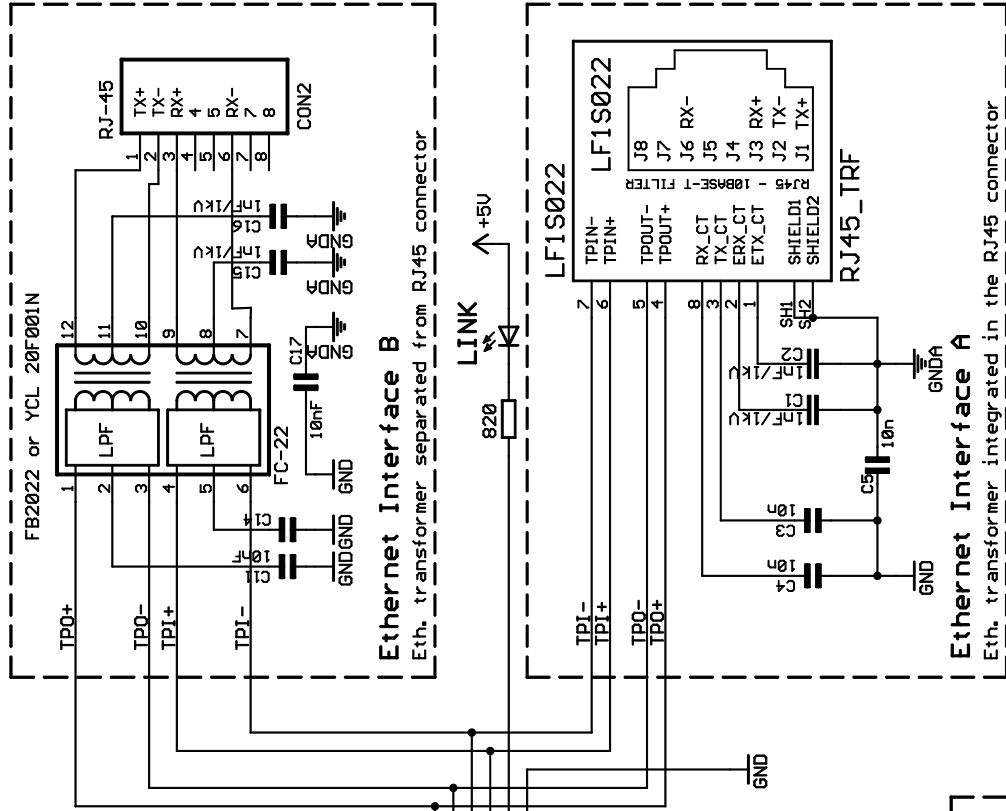 RJ-45
TX+
TX-
RX+
4
5
RX-
7
8
CON2
1
2
3
4
5
6
7
8
C16
1nF/1kV
GNDA
C15
1nF/1kV
GNDA
FB2022 or YCL 20F001N
12
11
10
9
8
7
LPF
LPF
FC-22
1
2
3
4
5
6
C17
10nF
GNDA
GND
C14
GND
C11
10nF
GND
TPO+
TPO-
TPI+
TPI-
Ethernet Interface B
Eth. transformer separated from RJ45 connector
+5V
LINK
820
LF1S022
LF1S022
J8
J7
J6 RX-
J5
J4
J3 RX+
J2 TX-
J1 TX+
RJ45 - 10BASE-T FILTER
TPIN-
TPIN+
TPOUT-
TPOUT+
RX_CT
TX_CT
ERX_CT
ETX_CT
SHIELD1
SHIELD2
RJ45_TRF
7
6
5
4
8
3
2
1
SH1
SH2
C2
1nF/1kV
C1
1nF/1kV
GNDA
C5
10n
C3
10n
C4
10n
GND
TPI-
TPI+
TPO-
TPO+
Ethernet Interface A
Eth. transformer integrated in the RJ45 connector
GND